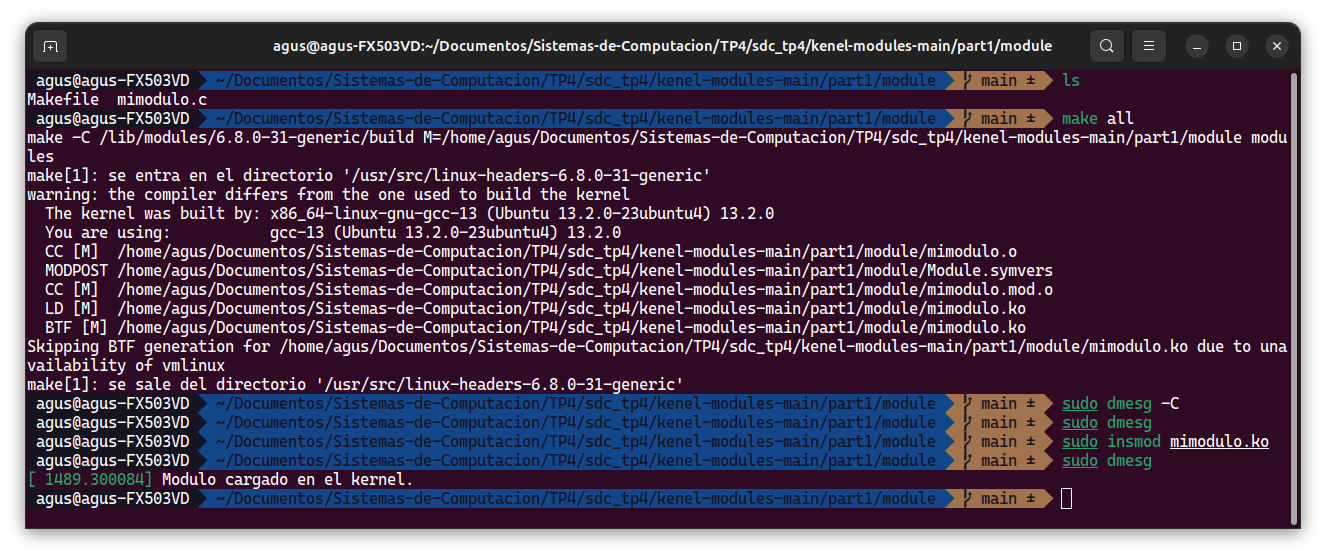 agus@agus-FX503VD:~/Documentos/Sistemas-de-Computacion/TP4/sdc_tp4/kenel-modules-main/part1/module
agus@agus-FX503VD ~/Documentos/Sistemas-de-Computacion/TP4/sdc_tp4/kenel-modules-main/part1/module main ± ls
Makefile  mimodulo.c
agus@agus-FX503VD ~/Documentos/Sistemas-de-Computacion/TP4/sdc_tp4/kenel-modules-main/part1/module main ± make all
make -C /lib/modules/6.8.0-31-generic/build M=/home/agus/Documentos/Sistemas-de-Computacion/TP4/sdc_tp4/kenel-modules-main/part1/module modu
les
make[1]: se entra en el directorio '/usr/src/linux-headers-6.8.0-31-generic'
warning: the compiler differs from the one used to build the kernel
  The kernel was built by: x86_64-linux-gnu-gcc-13 (Ubuntu 13.2.0-23ubuntu4) 13.2.0
  You are using:           gcc-13 (Ubuntu 13.2.0-23ubuntu4) 13.2.0
  CC [M]  /home/agus/Documentos/Sistemas-de-Computacion/TP4/sdc_tp4/kenel-modules-main/part1/module/mimodulo.o
  MODPOST /home/agus/Documentos/Sistemas-de-Computacion/TP4/sdc_tp4/kenel-modules-main/part1/module/Module.symvers
  CC [M]  /home/agus/Documentos/Sistemas-de-Computacion/TP4/sdc_tp4/kenel-modules-main/part1/module/mimodulo.mod.o
  LD [M]  /home/agus/Documentos/Sistemas-de-Computacion/TP4/sdc_tp4/kenel-modules-main/part1/module/mimodulo.ko
  BTF [M] /home/agus/Documentos/Sistemas-de-Computacion/TP4/sdc_tp4/kenel-modules-main/part1/module/mimodulo.ko
Skipping BTF generation for /home/agus/Documentos/Sistemas-de-Computacion/TP4/sdc_tp4/kenel-modules-main/part1/module/mimodulo.ko due to una
vailability of vmlinux
make[1]: se sale del directorio '/usr/src/linux-headers-6.8.0-31-generic'
agus@agus-FX503VD ~/Documentos/Sistemas-de-Computacion/TP4/sdc_tp4/kenel-modules-main/part1/module main ± sudo dmesg -C
agus@agus-FX503VD ~/Documentos/Sistemas-de-Computacion/TP4/sdc_tp4/kenel-modules-main/part1/module main ± sudo dmesg
agus@agus-FX503VD ~/Documentos/Sistemas-de-Computacion/TP4/sdc_tp4/kenel-modules-main/part1/module main ± sudo insmod mimodulo.ko
agus@agus-FX503VD ~/Documentos/Sistemas-de-Computacion/TP4/sdc_tp4/kenel-modules-main/part1/module main ± sudo dmesg
[ 1489.300084] Modulo cargado en el kernel.
agus@agus-FX503VD ~/Documentos/Sistemas-de-Computacion/TP4/sdc_tp4/kenel-modules-main/part1/module main ±